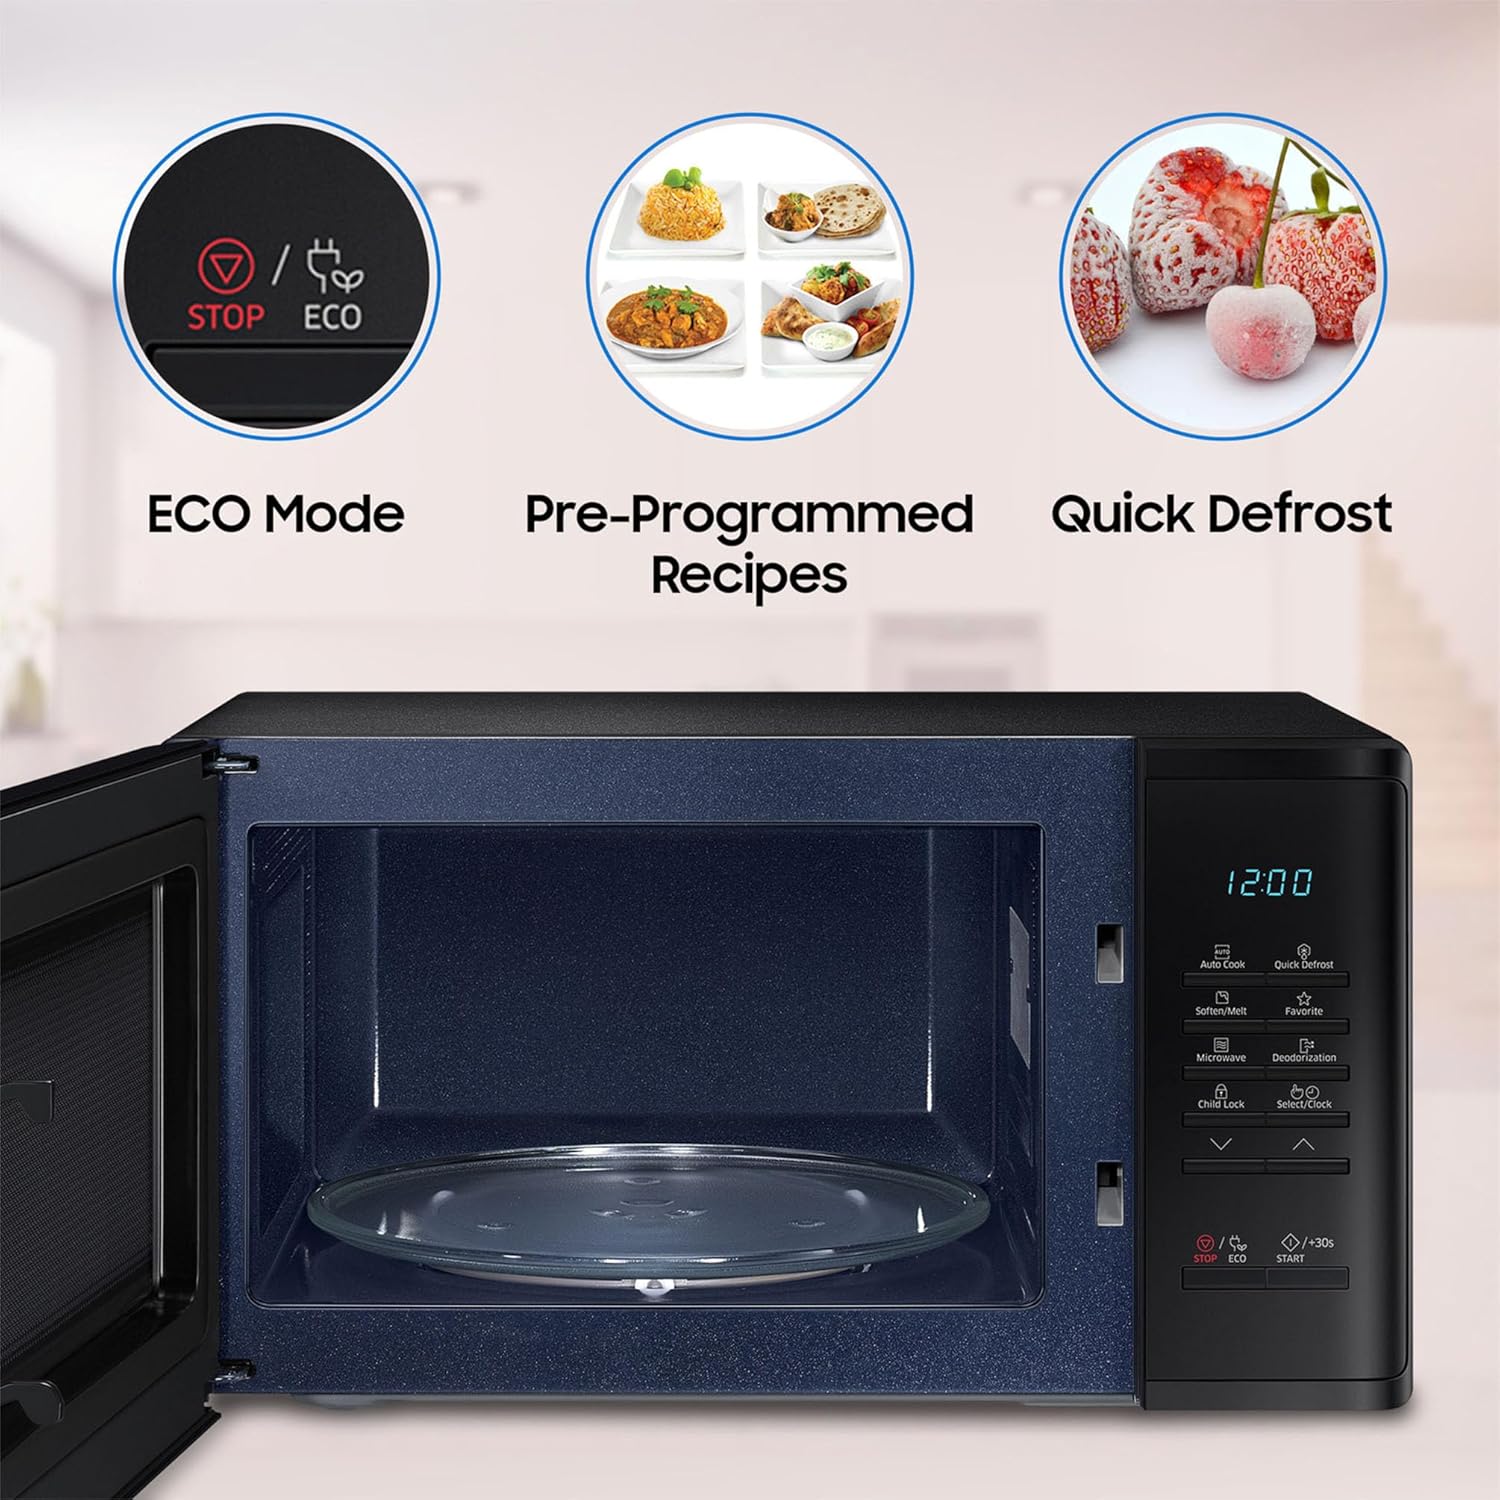 STOP / ECO
ECO Mode
Pre-Programmed
Recipes
Quick Defrost
12:00
AUTO
Auto Cook Quick Defrost
Soften/Melt Favorite
Microwave Deodorization
Child Lock Select/Clock
/ /+30s
STOP ECO START